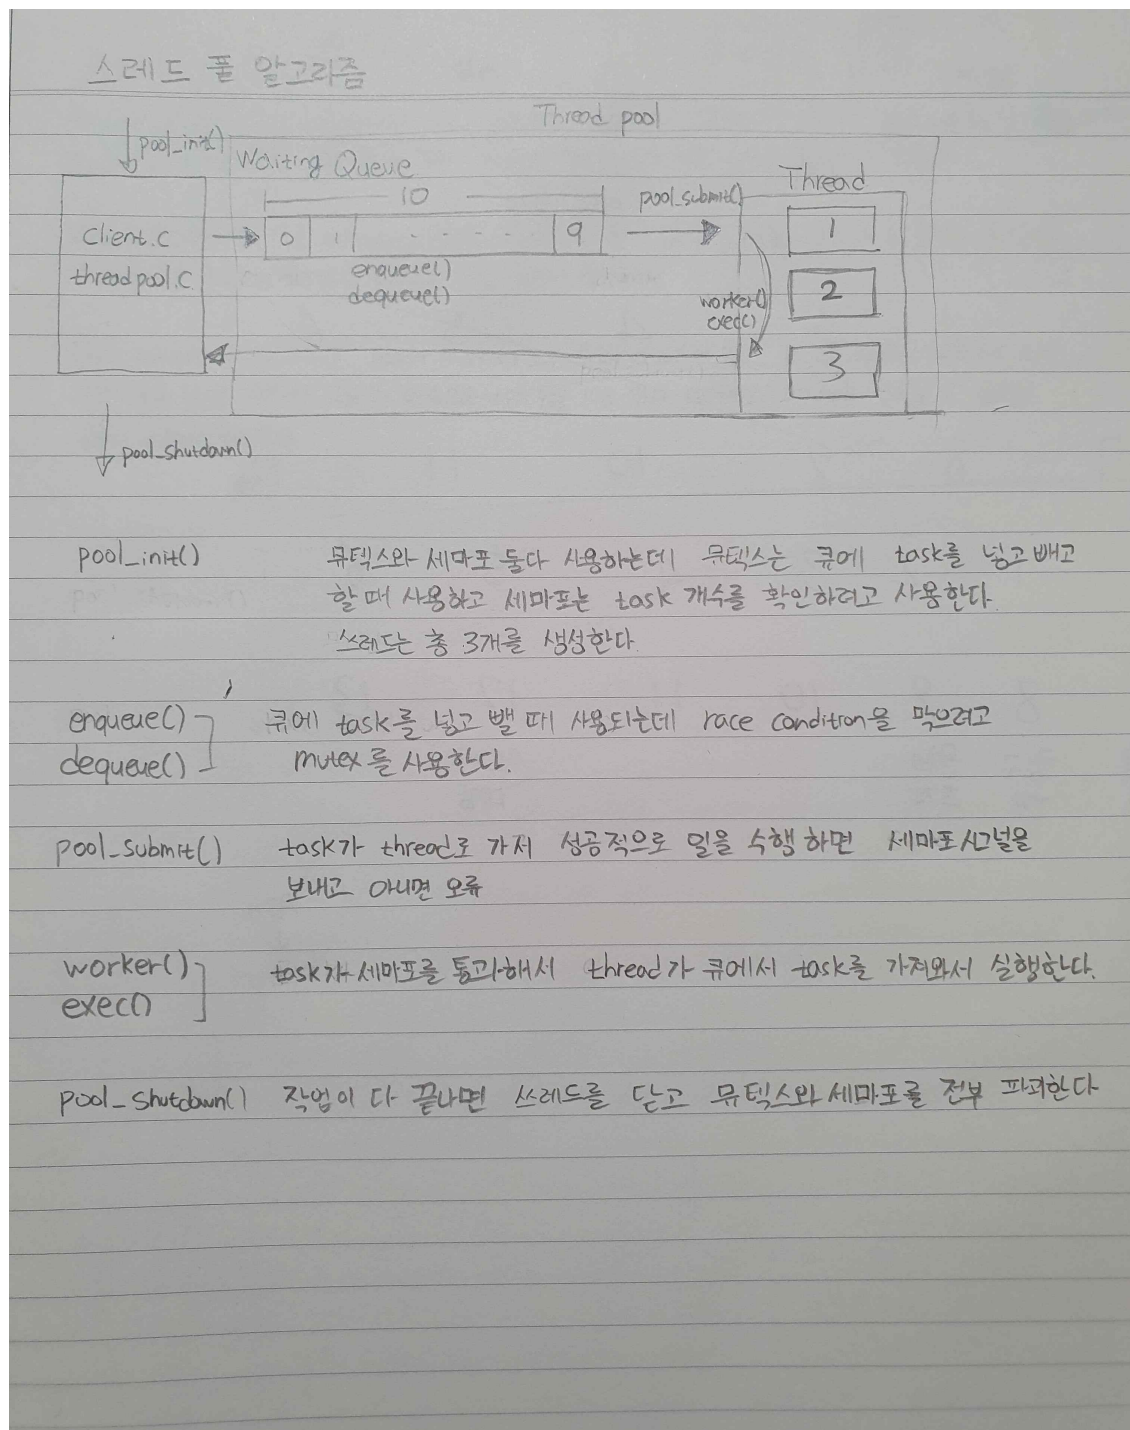 스레드 풀 알고리즘
Thread pool
pool_init()
Waiting Queue
10
pool_submit()
Thread
client.c
threadpool.c
0 1 - - - - - 9
enqueue()
dequeue()
worker()
exec()
1
2
3
pool_shutdown()
pool_init() 뮤텍스와 세마포 둘다 사용하는데 뮤텍스는 큐에 task를 넣고 빼고
할 때 사용하고 세마포는 task 개수를 확인하려고 사용한다.
쓰레드는 총 3개를 생성한다.
enqueue() 큐에 task를 넣고 뺄 때 사용되는데 race condition을 막으려고
dequeue() mutex를 사용한다.
pool_submit() task가 thread로 가저 성공적으로 일을 수행하면 세마포 시그널을
보내고 아니면 오류
worker() task가 세마포를 통과해서 thread가 큐에서 task를 가져와서 실행한다.
exec()
pool_shutdown() 작업이 다 끝나면 쓰레드를 닫고 뮤텍스와 세마포를 전부 파괴한다